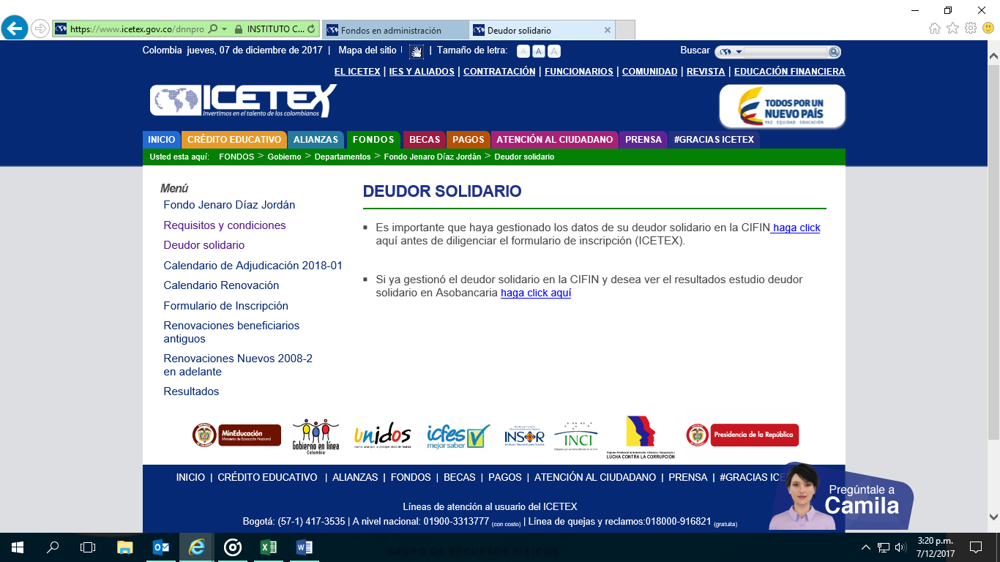 https://www.icetex.gov.co/dnnpro
INSTITUTO C...
Fondos en administración
Deudor solidario
Colombia jueves, 07 de diciembre de 2017 | Mapa del sitio | | Tamaño de letra: A A A
Buscar
EL ICETEX | IES Y ALIADOS | CONTRATACIÓN | FUNCIONARIOS | COMUNIDAD | REVISTA | EDUCACIÓN FINANCIERA
ICETEX
Invertimos en el talento de los colombianos
TODOS POR UN
NUEVO PAÍS
PAZ EQUIDAD EDUCACIÓN
INICIO CRÉDITO EDUCATIVO ALIANZAS FONDOS BECAS PAGOS ATENCIÓN AL CIUDADANO PRENSA #GRACIAS ICETEX
Usted esta aquí: FONDOS > Gobierno > Departamentos > Fondo Jenaro Díaz Jordán > Deudor solidario
Menú
Fondo Jenaro Díaz Jordán
Requisitos y condiciones
Deudor solidario
Calendario de Adjudicación 2018-01
Calendario Renovación
Formulario de Inscripción
Renovaciones beneficiarios
antiguos
Renovaciones Nuevos 2008-2
en adelante
Resultados
DEUDOR SOLIDARIO
Es importante que haya gestionado los datos de su deudor solidario en la CIFIN haga click
aquí antes de diligenciar el formulario de inscripción (ICETEX).
Si ya gestionó el deudor solidario en la CIFIN y desea ver el resultados estudio deudor
solidario en Asobancaria haga click aquí
MinEducación
Ministerio de Educación Nacional
Gobierno en línea
Colombia
unidos
icfes
mejor saber
INSOR
Instituto Nacional para Sordos
INCI
LUCHA CONTRA LA CORRUPCIÓN
Presidencia de la República
INICIO | CRÉDITO EDUCATIVO | ALIANZAS | FONDOS | BECAS | PAGOS | ATENCIÓN AL CIUDADANO | PRENSA | #GRACIAS ICE
Pregúntale a
Camila
Líneas de atención al usuario del ICETEX
Bogotá: (57-1) 417-3535 | A nivel nacional: 01900-3313777 (con costo) | Línea de quejas y reclamos:018000-916821 (gratuita)
3:20 p.m.
7/12/2017